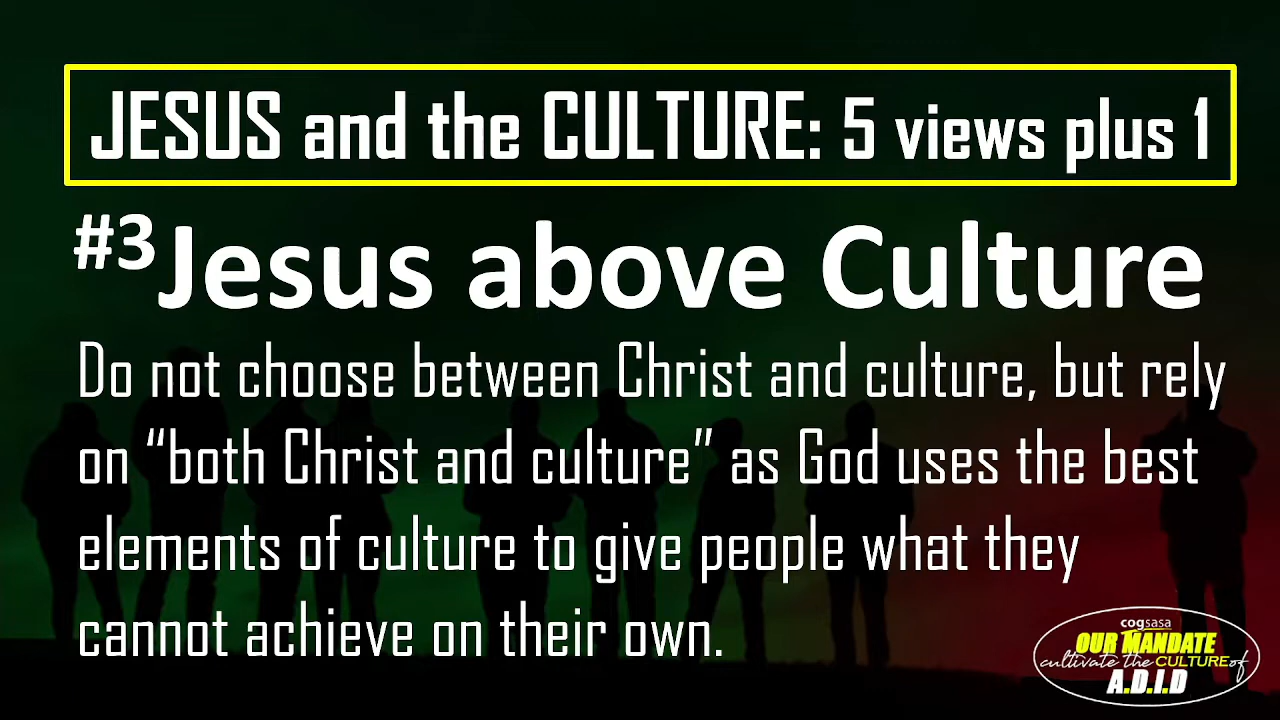 JESUS and the CULTURE: 5 views plus 1
#3 Jesus above Culture
Do not choose between Christ and culture, but rely
on “both Christ and culture” as God uses the best
elements of culture to give people what they
cannot achieve on their own.
cogsasa
OUR MANDATE
cultivate the CULTURE of
A.D.I.D